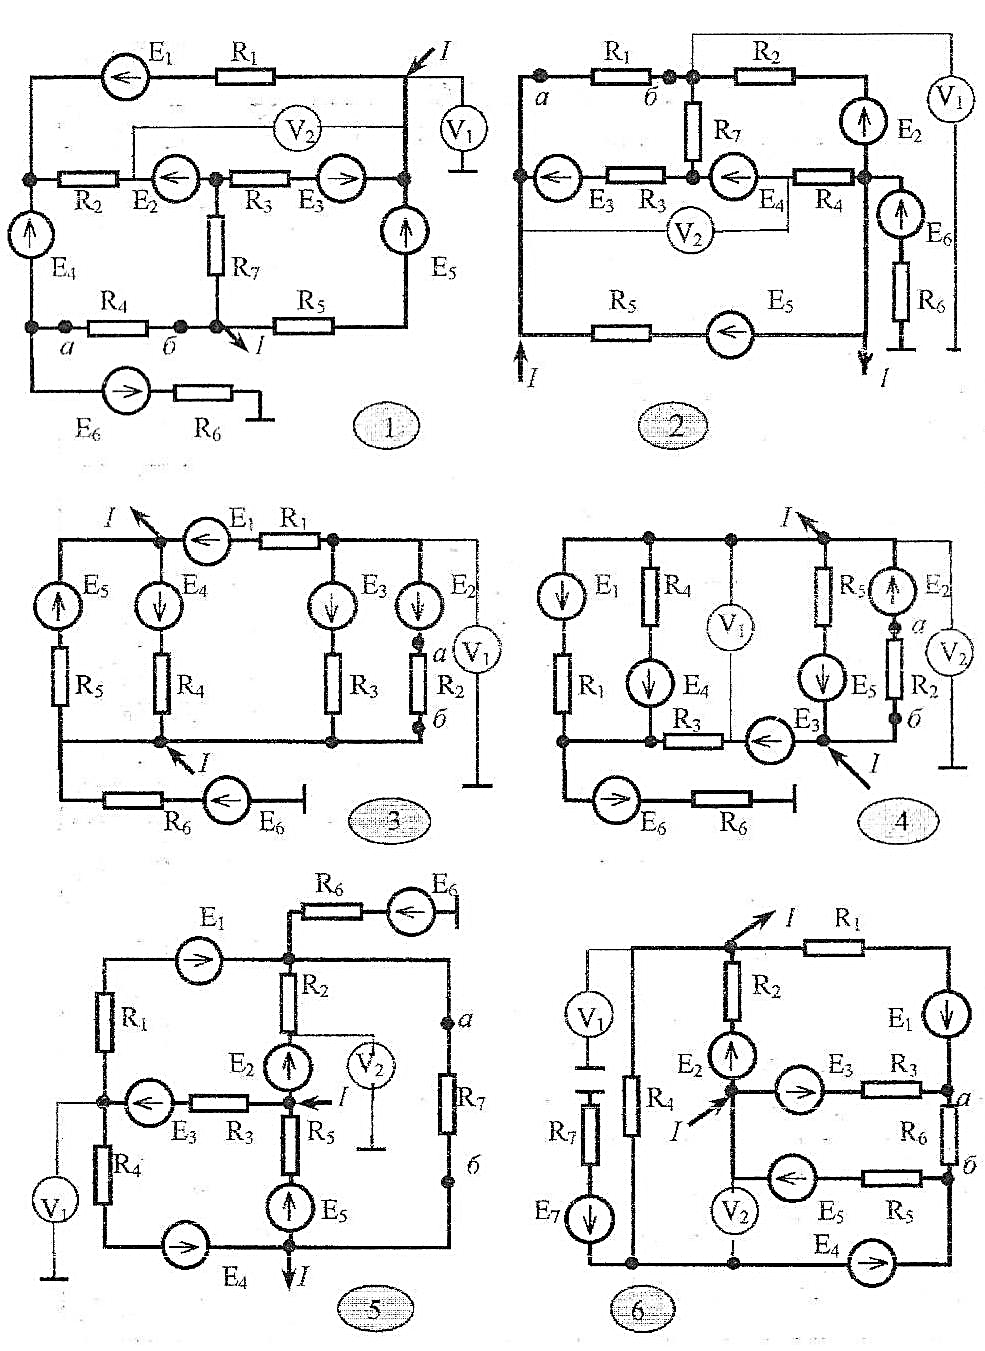 E₁ R₁ I
V₂ V₁
R₂ E₂ R₃ E₃
E₄ R₇ E₅
R₄ R₅
а б I
E₆ R₆
1
R₁ R₂
а б V₁
R₇ E₂
E₃ R₃ E₄ R₄
V₂ E₆
R₅ E₅ R₆
I I
2
I E₁ R₁
E₅ E₄ E₃ E₂
а V₁
R₅ R₄ R₃ R₂
б
I
R₆ E₆
3
I
E₁ R₄ R₅ E₂
V₁ а V₂
R₁ E₄ E₅ R₂
R₃ E₃ б
I
E₆ R₆
4
R₆ E₆
E₁
R₂
R₁ а
E₂ V₂
I R₇
E₃ R₃ R₅
R₄ б
V₁ E₅
E₄ I
5
I R₁
R₂
V₁ E₁
E₂ E₃ R₃
R₄ а
R₇ I R₆
б
E₇ V₂ E₅ R₅
E₄
6